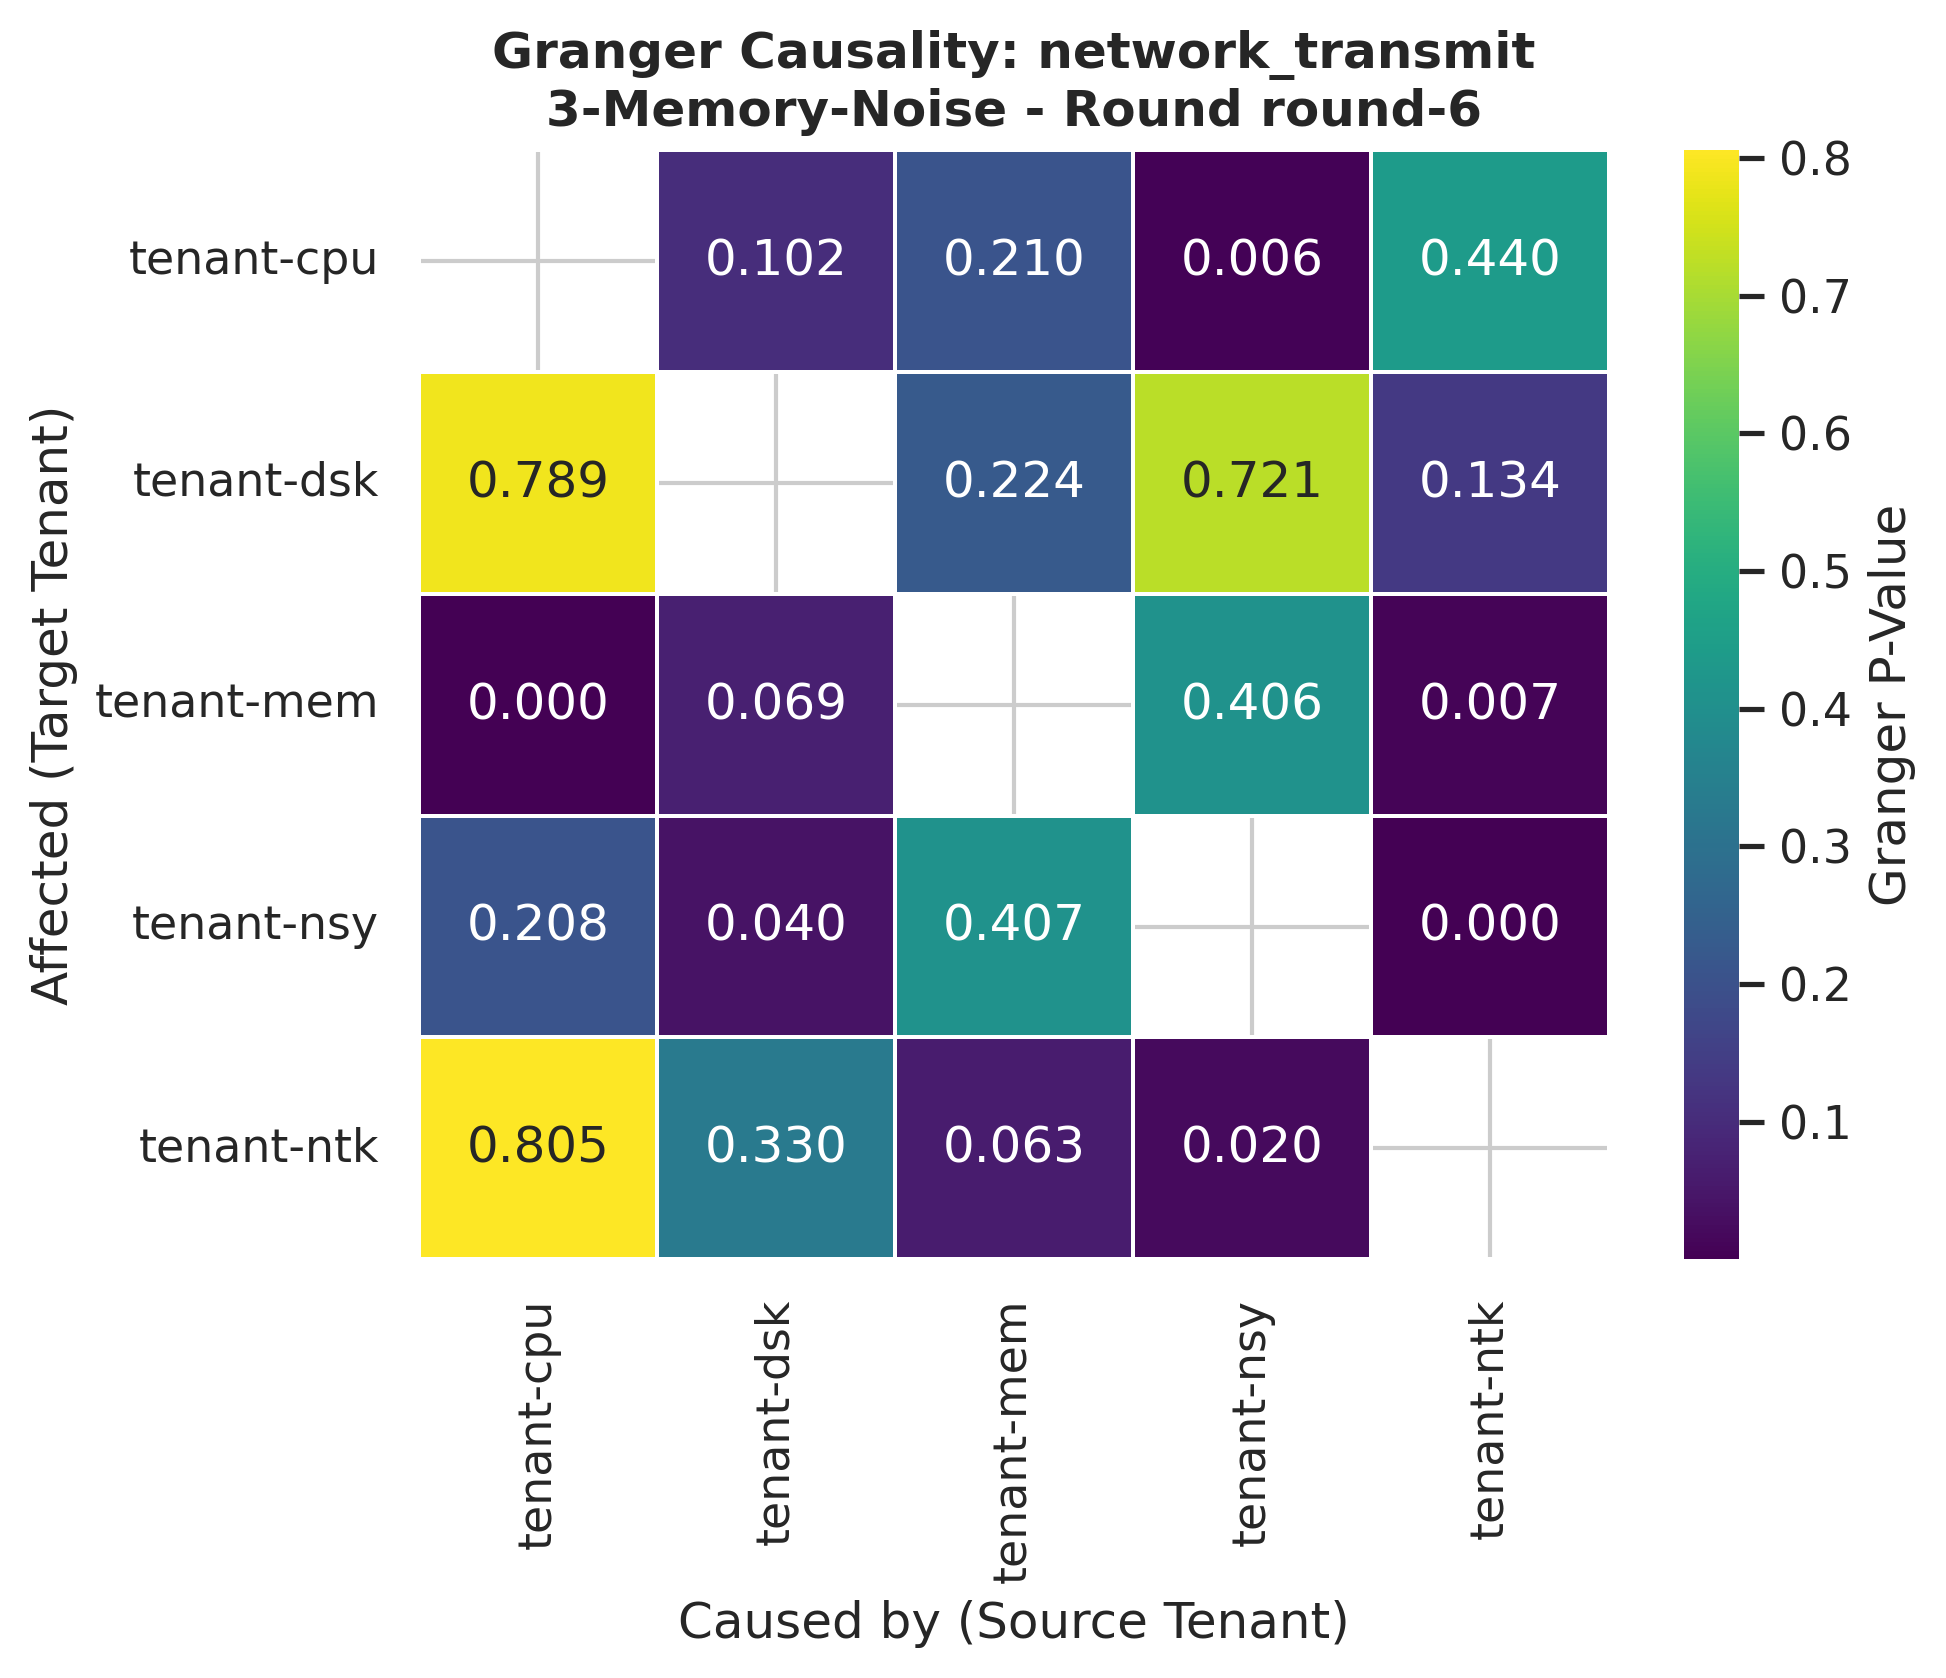 Granger Causality: network_transmit
3-Memory-Noise - Round round-6
Affected (Target Tenant)
tenant-cpu 0.102 0.210 0.006 0.440
tenant-dsk 0.789 0.224 0.721 0.134
tenant-mem 0.000 0.069 0.406 0.007
tenant-nsy 0.208 0.040 0.407 0.000
tenant-ntk 0.805 0.330 0.063 0.020
tenant-cpu tenant-dsk tenant-mem tenant-nsy tenant-ntk
Caused by (Source Tenant)
0.8
0.7
0.6
0.5
0.4
0.3
0.2
0.1
Granger P-Value